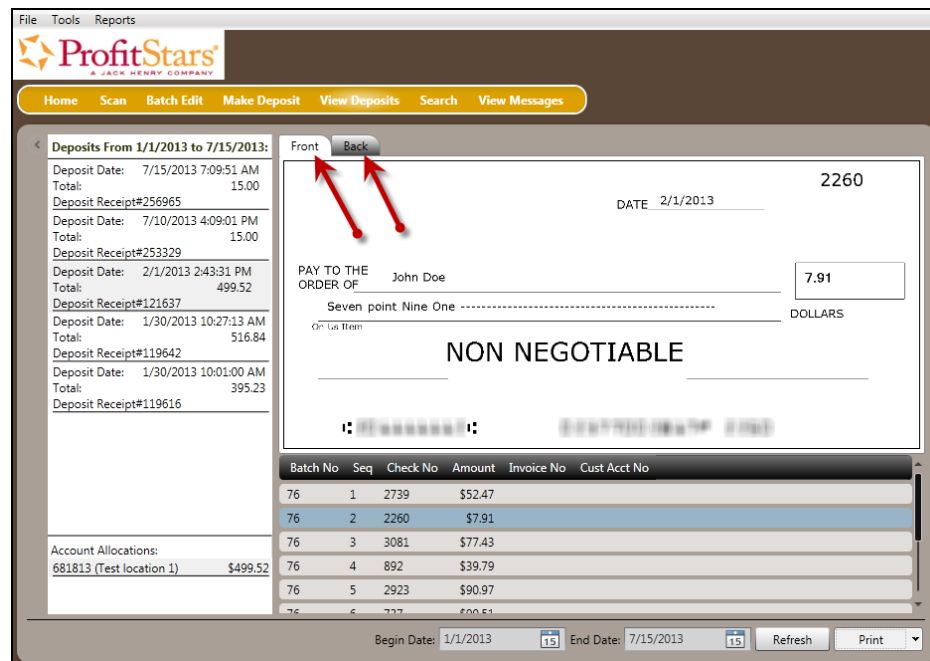 File Tools Reports
ProfitStars®
A JACK HENRY COMPANY
Home Scan Batch Edit Make Deposit View Deposits Search View Messages
Deposits From 1/1/2013 to 7/15/2013:
Deposit Date: 7/15/2013 7:09:51 AM
Total: 15.00
Deposit Receipt#256965
Deposit Date: 7/10/2013 4:09:01 PM
Total: 15.00
Deposit Receipt#253329
Deposit Date: 2/1/2013 2:43:31 PM
Total: 499.52
Deposit Receipt#121637
Deposit Date: 1/30/2013 10:27:13 AM
Total: 516.84
Deposit Receipt#119642
Deposit Date: 1/30/2013 10:01:00 AM
Total: 395.23
Deposit Receipt#119616
Account Allocations:
681813 (Test location 1) $499.52
Front Back
2260
DATE 2/1/2013
PAY TO THE
ORDER OF John Doe 7.91
Seven point Nine One ----------------------------------------------- DOLLARS
On Us Item
NON NEGOTIABLE
Batch No Seq Check No Amount Invoice No Cust Acct No
76 1 2739 $52.47
76 2 2260 $7.91
76 3 3081 $77.43
76 4 892 $39.79
76 5 2923 $90.97
Begin Date: 1/1/2013 15 End Date: 7/15/2013 15 Refresh Print